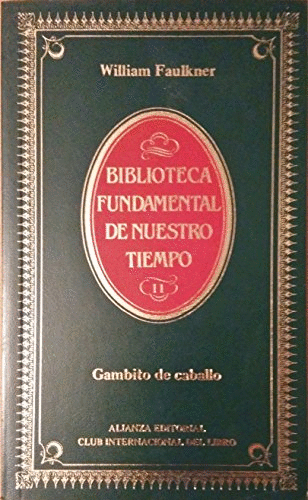 William Faulkner
BIBLIOTECA
FUNDAMENTAL
DE NUESTRO
TIEMPO
11
Gambito de caballo
ALIANZA EDITORIAL
CLUB INTERNACIONAL DEL LIBRO